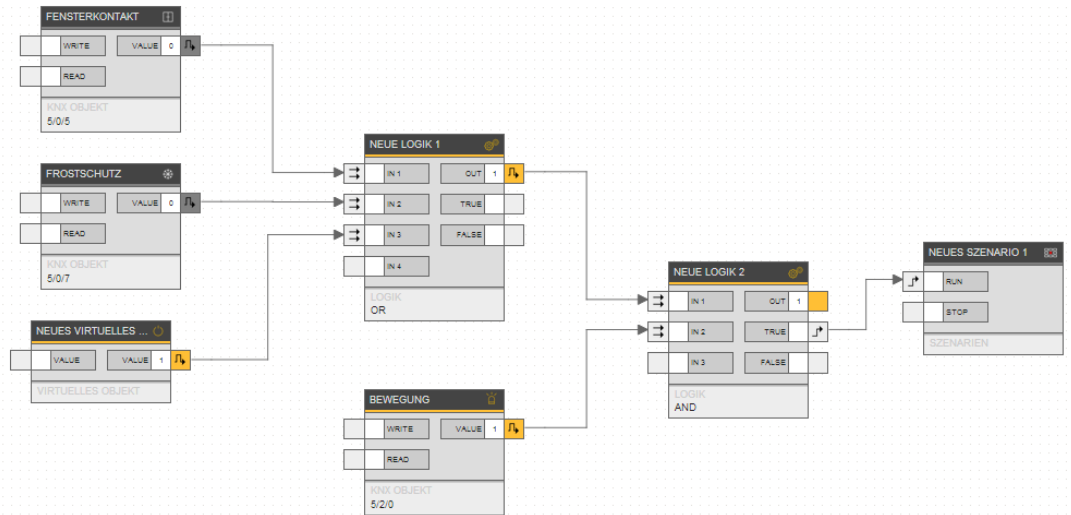 FENSTERKONTAKT
WRITE VALUE 0
READ
KNX OBJEKT
5/0/5
FROSTSCHUTZ
WRITE VALUE 0
READ
KNX OBJEKT
5/0/7
NEUES VIRTUELLES ...
VALUE VALUE 1
VIRTUELLES OBJEKT
NEUE LOGIK 1
IN 1 OUT 1
IN 2 TRUE
IN 3 FALSE
IN 4
LOGIK
OR
BEWEGUNG
WRITE VALUE 1
READ
KNX OBJEKT
5/2/0
NEUE LOGIK 2
IN 1 OUT 1
IN 2 TRUE
IN 3 FALSE
LOGIK
AND
NEUES SZENARIO 1
RUN
STOP
SZENARIEN